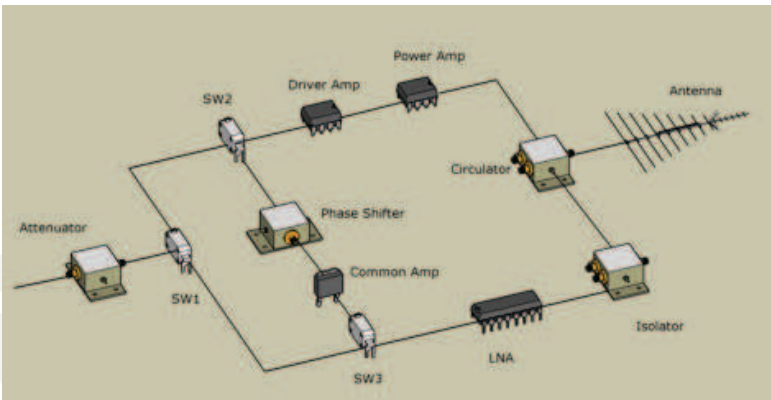 Power Amp
Driver Amp
Antenna
SW2
Circulator
Phase Shifter
Attenuator
Common Amp
SW1
Isolator
LNA
SW3